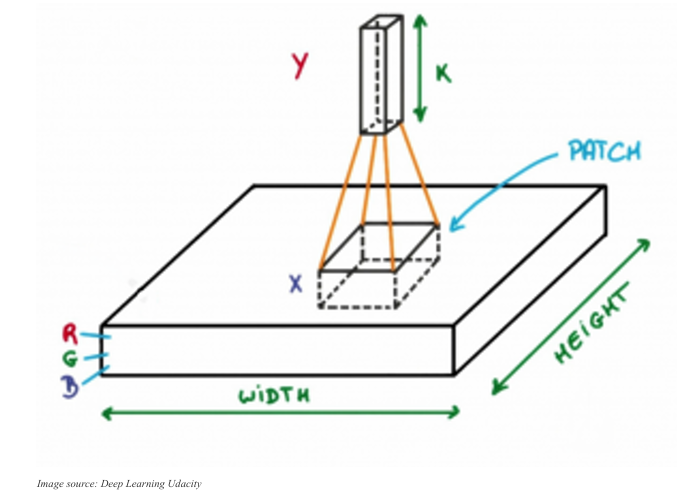 Y
K
PATCH
X
R
G
B
HEIGHT
WIDTH
Image source: Deep Learning Udacity